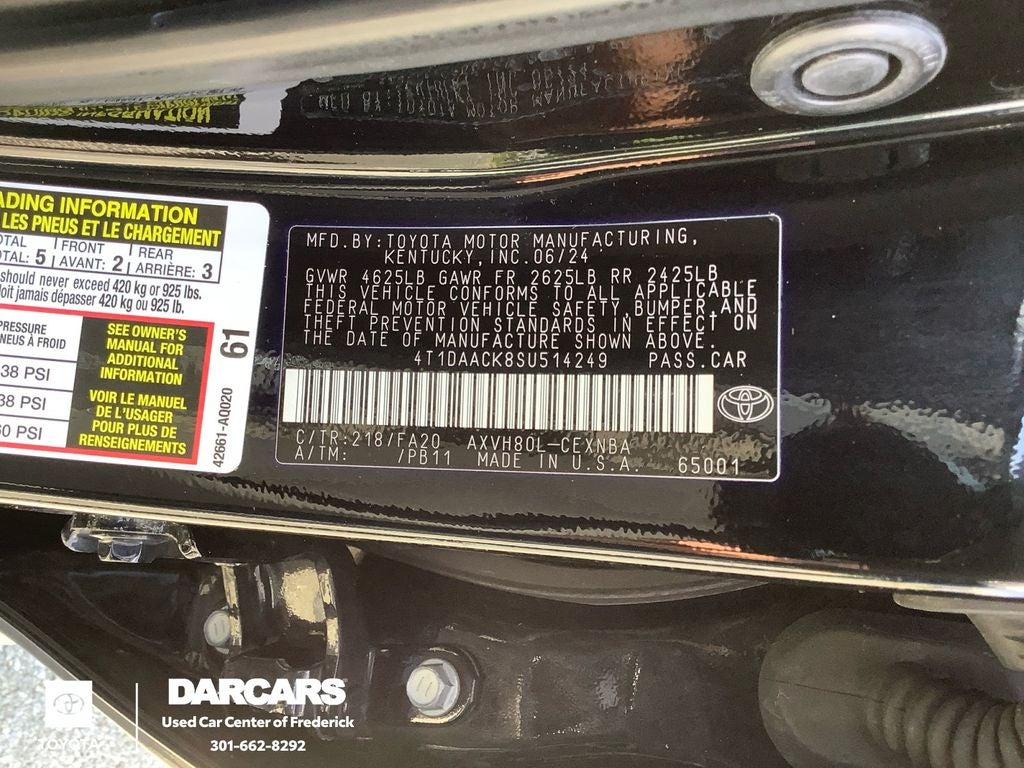 ADING INFORMATION
LES PNEUS ET LE CHARGEMENT
OTAL FRONT REAR
TAL: 5 AVANT: 2 ARRIÈRE: 3
should never exceed 420 kg or 925 lbs.
doit jamais dépasser 420 kg ou 925 lb.
PRESSURE
NEUS À FROID
38 PSI
38 PSI
60 PSI
SEE OWNER'S
MANUAL FOR
ADDITIONAL
INFORMATION
VOIR LE MANUEL
DE L'USAGER
POUR PLUS DE
RENSEIGNEMENTS
61
42661-A0020
MFD.BY:TOYOTA MOTOR MANUFACTURING,
KENTUCKY, INC.06/24
GVWR 4625LB GAWR FR 2625LB RR 2425LB
THIS VEHICLE CONFORMS TO ALL APPLICABLE
FEDERAL MOTOR VEHICLE SAFETY,BUMPER,AND
THEFT PREVENTION STANDARDS IN EFFECT ON
THE DATE OF MANUFACTURE SHOWN ABOVE.
4T1DAACK8SU514249 PASS.CAR
C/TR:218/FA20 AXVH80L-CEXNBA
A/TM: /PB11 MADE IN U.S.A. 65001
TOYOTA
DARCARS
Used Car Center of Frederick
301-662-8292